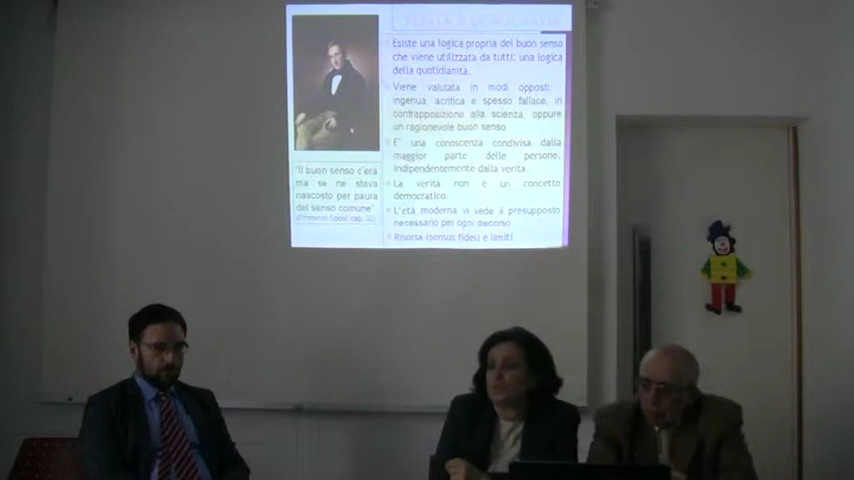 Esiste una logica propria del buon senso
che viene utilizzata da tutti: una logica
della quotidianità.
Viene valutata in modi opposti:
ingenua, acritica e spesso fallace, in
contrapposizione alla scienza, oppure
un ragionevole buon senso.
E' una conoscenza condivisa dalla
maggior parte delle persone,
indipendentemente dalla verità.
La verità non è un concetto
democratico.
L'età moderna vi vede il presupposto
necessario per ogni discorso
Risorsa (sensus fidei) e limiti
"Il buon senso c'era
ma se ne stava
nascosto per paura
del senso comune"
(Promessi Sposi, cap. 32)